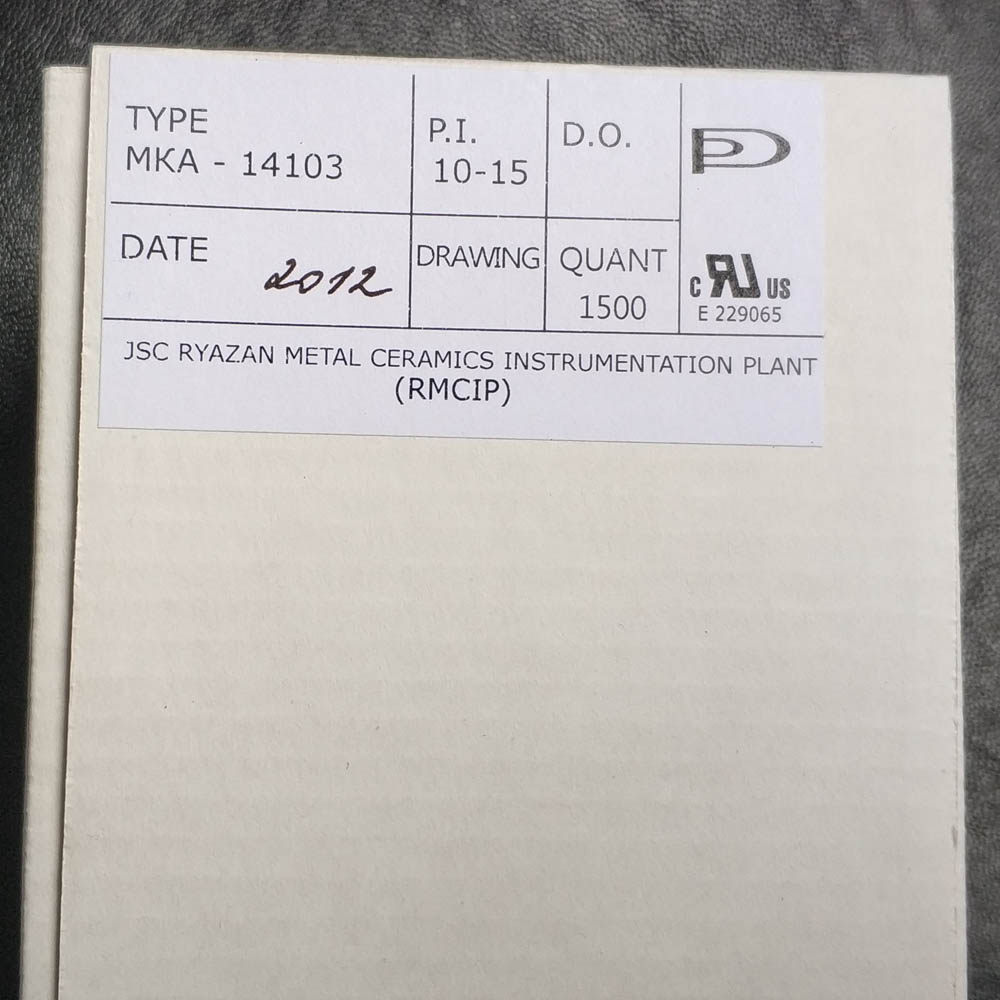 TYPE
MKA - 14103
P.I.
10-15
D.O.
DATE
2012
DRAWING
QUANT
1500
c RU US
E 229065
JSC RYAZAN METAL CERAMICS INSTRUMENTATION PLANT
(RMCIP)